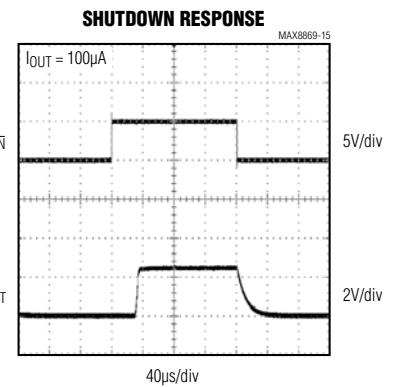 SHUTDOWN RESPONSE
MAX8869-15
IOUT = 100µA
5V/div
2V/div
40µs/div